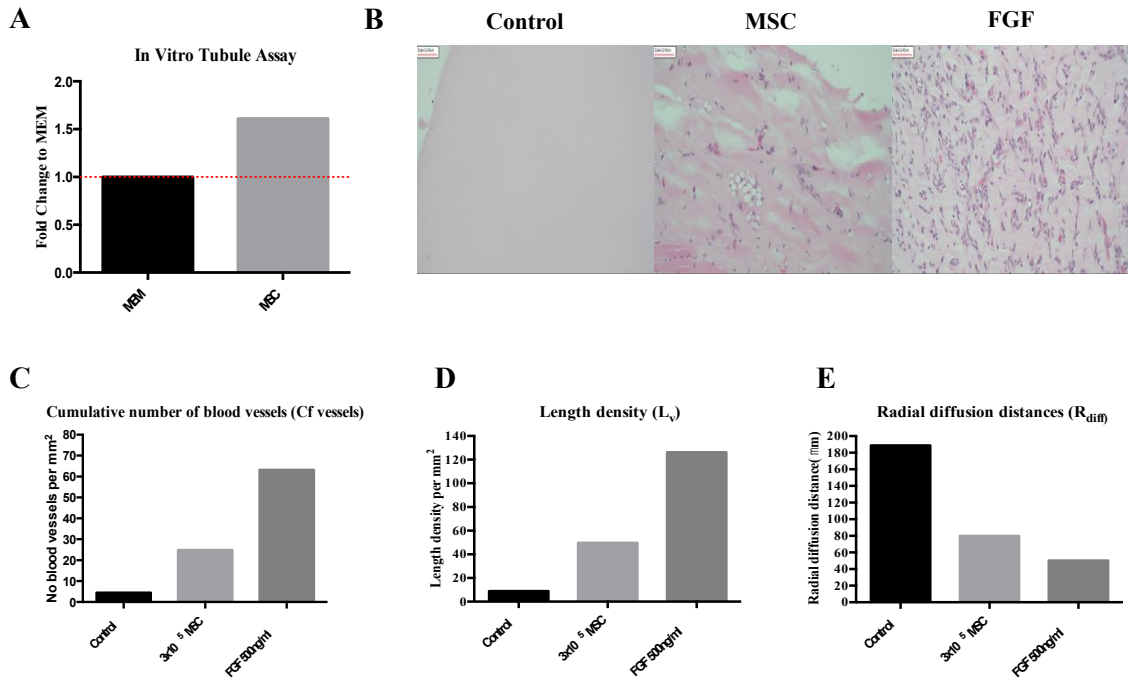 A
In Vitro Tubule Assay
Fold Change to MEM
2.0
1.5
1.0
0.5
0.0
MEM
MSC
B
Control
MSC
FGF
C
Cumulative number of blood vessels (Cf vessels)
No blood vessels per mm²
80
70
60
50
40
30
20
10
0
Control
3x10 ⁵ MSC
FGF 500ng/ml
D
Length density (Lᵥ)
Length density per mm²
140
120
100
80
60
40
20
0
Control
3x10 ⁵ MSC
FGF 500ng/ml
E
Radial diffusion distances (R_diff)
Radial diffusion distance( m)
200
180
160
140
120
100
80
60
40
20
0
Control
3x10 ⁵ MSC
FGF 500ng/ml